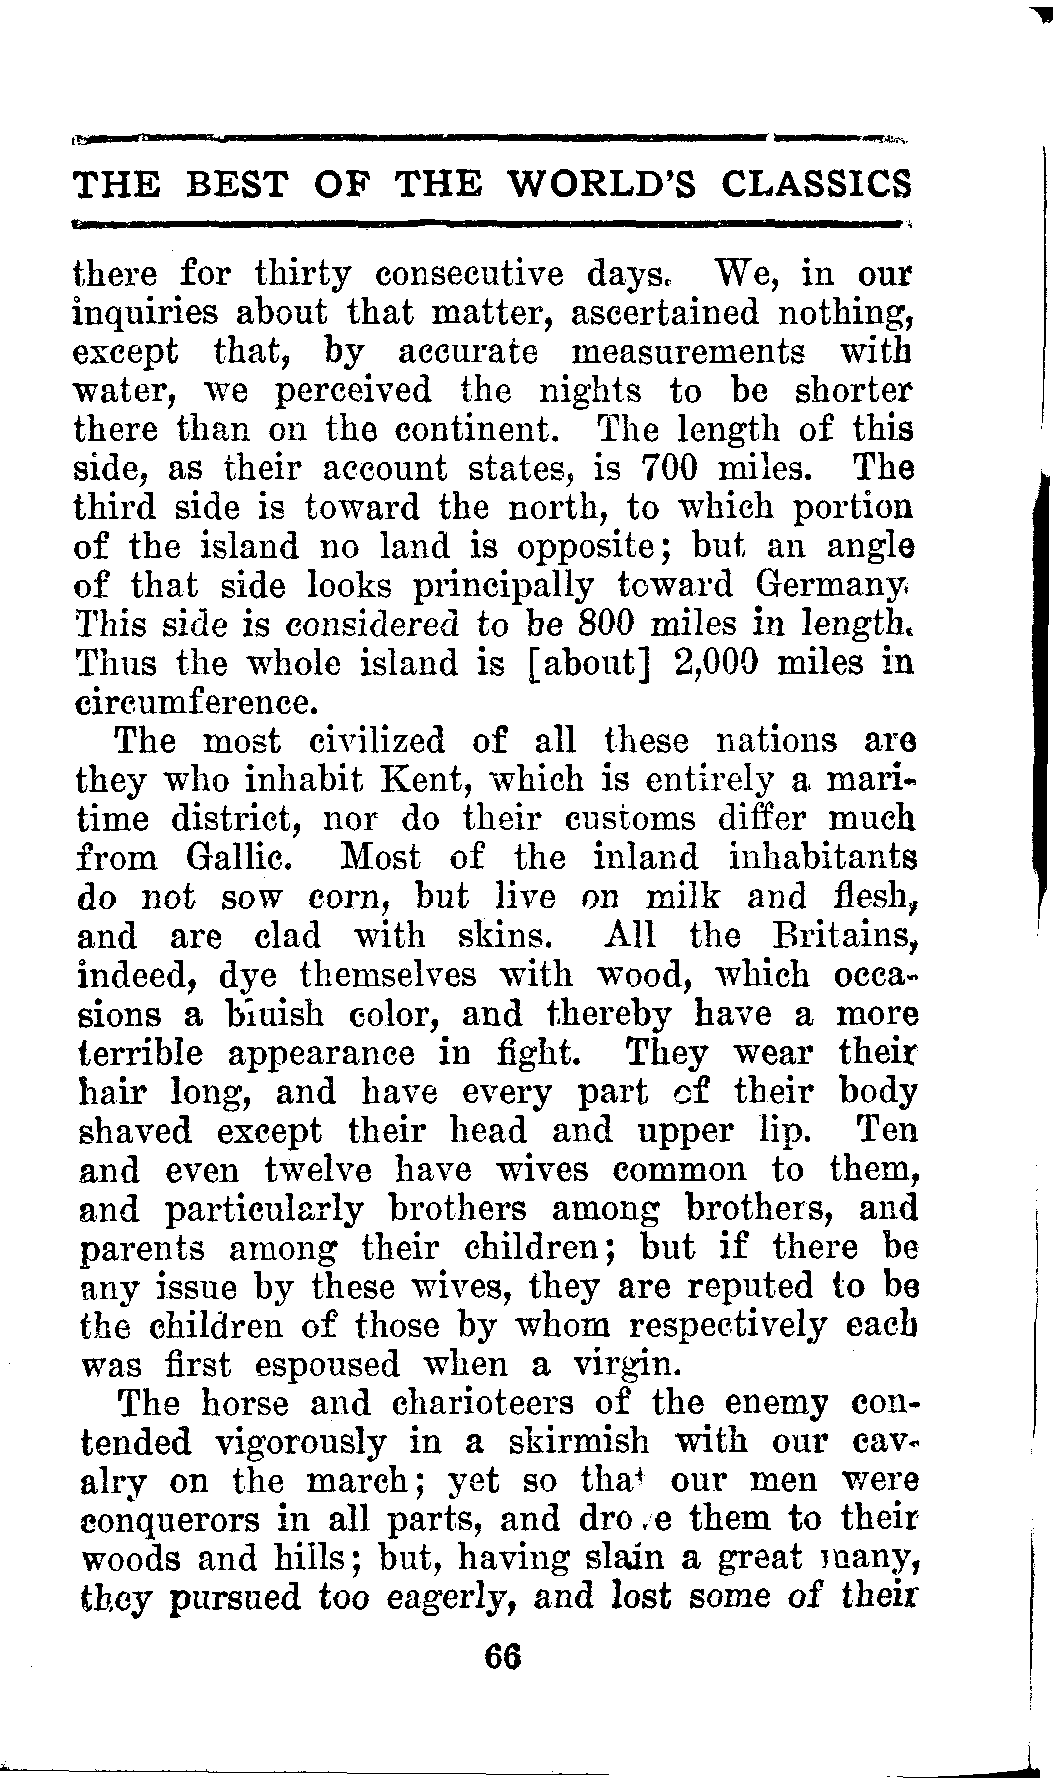 THE BEST OF THE WORLD'S CLASSICS
there for thirty consecutive days. We, in our
inquiries about that matter, ascertained nothing,
except that, by accurate measurements with
water, we perceived the nights to be shorter
there than on the continent. The length of this
side, as their account states, is 700 miles. The
third side is toward the north, to which portion
of the island no land is opposite; but an angle
of that side looks principally toward Germany.
This side is considered to be 800 miles in length.
Thus the whole island is [about] 2,000 miles in
circumference.
The most civilized of all these nations are
they who inhabit Kent, which is entirely a mari-
time district, nor do their customs differ much
from Gallic. Most of the inland inhabitants
do not sow corn, but live on milk and flesh,
and are clad with skins. All the Britains,
indeed, dye themselves with wood, which occa-
sions a bluish color, and thereby have a more
terrible appearance in fight. They wear their
hair long, and have every part of their body
shaved except their head and upper lip. Ten
and even twelve have wives common to them,
and particularly brothers among brothers, and
parents among their children; but if there be
any issue by these wives, they are reputed to be
the children of those by whom respectively each
was first espoused when a virgin.
The horse and charioteers of the enemy con-
tended vigorously in a skirmish with our cav-
alry on the march; yet so that our men were
conquerors in all parts, and drove them to their
woods and hills; but, having slain a great many,
they pursued too eagerly, and lost some of their
66